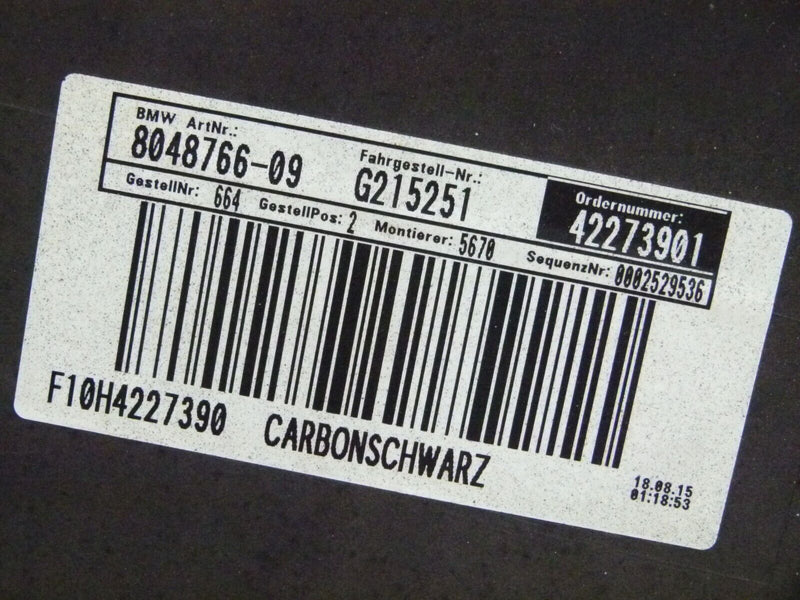 BMW ArtNr.: Fahrgestell-Nr.: Ordernummer:
8048766-09 G215251 42273901
GestellNr: 664 GestellPos: 2 Montierer: 5670 SequenzNr: 0002529536
F10H4227390 CARBONSCHWARZ
18.08.15
01:18:53